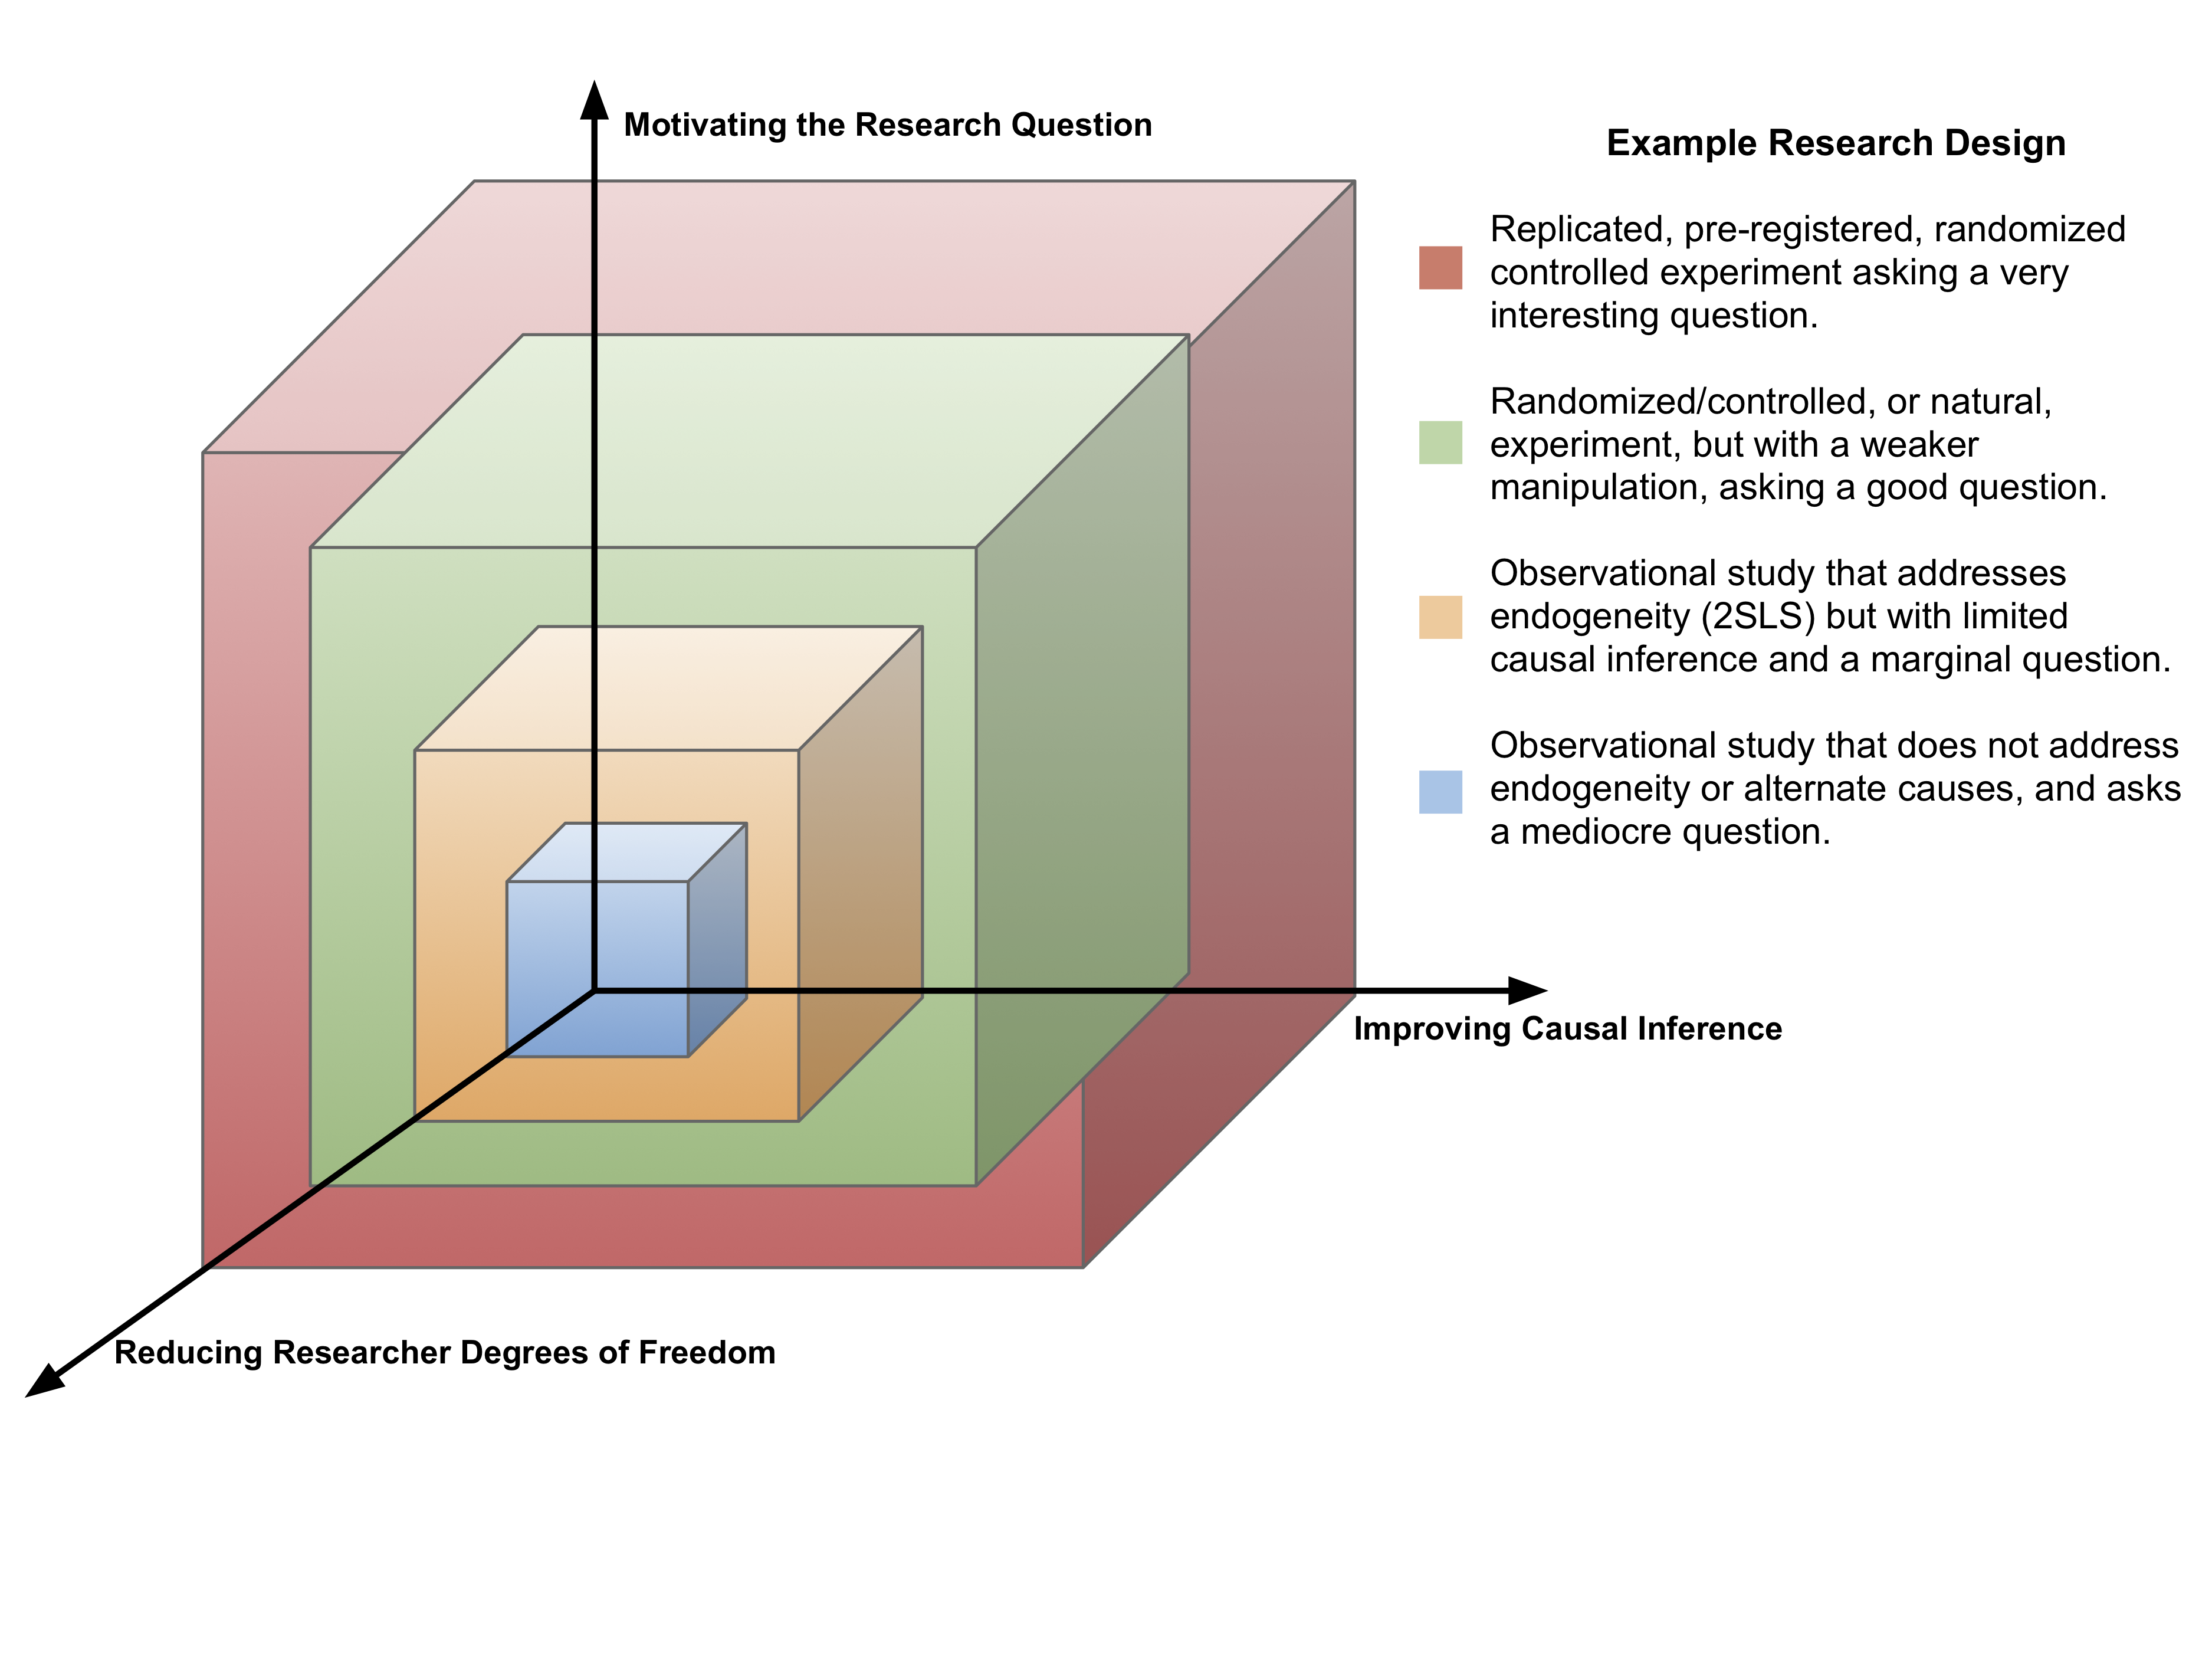 Motivating the Research Question
Example Research Design
Replicated, pre-registered, randomized
controlled experiment asking a very
interesting question.
Randomized/controlled, or natural,
experiment, but with a weaker
manipulation, asking a good question.
Observational study that addresses
endogeneity (2SLS) but with limited
causal inference and a marginal question.
Observational study that does not address
endogeneity or alternate causes, and asks
a mediocre question.
Improving Causal Inference
Reducing Researcher Degrees of Freedom